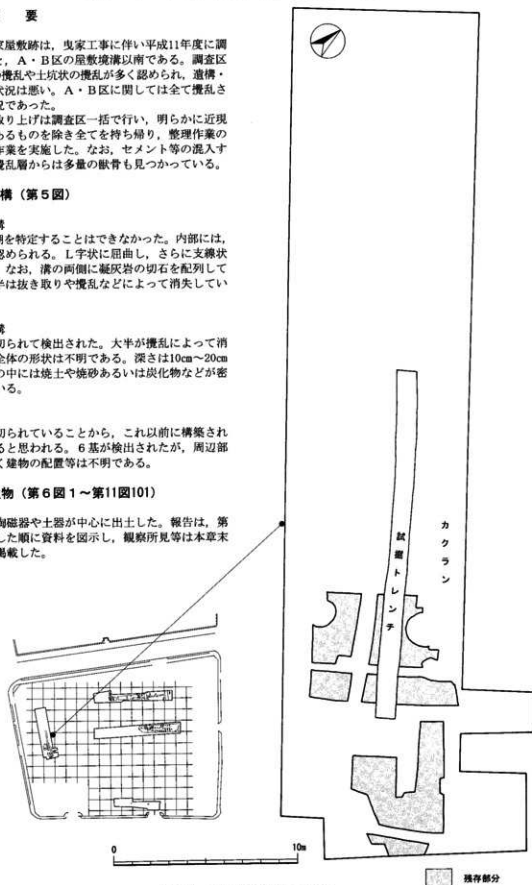 要
家屋敷跡は，曳家工事に伴い平成11年度に調
，A・B区の屋敷境溝以南である。調査区
攪乱や土坑状の攪乱が多く認められ，遺構・
状況は悪い。A・B区に関しては全て攪乱さ
況であった。
取り上げは調査区一括で行い，明らかに近現
あるものを除き全てを持ち帰り，整理作業の
作業を実施した。なお，セメント等の混入す
攪乱層からは多量の獣骨も見つかっている。
構（第５図）
溝
期を特定することはできなかった。内部には，
認められる。Ｌ字状に屈曲し，さらに支線状
なお，溝の両側に凝灰岩の切石を配列して
半は抜き取りや攪乱などによって消失してい
溝
切られて検出された。大半が攪乱によって消
全体の形状は不明である。深さは10cm～20cm
の中には焼土や焼砂あるいは炭化物などが密
いる。
切られていることから，これ以前に構築され
ると思われる。６基が検出されたが，周辺部
く建物の配置等は不明である。
物（第６図１～第11図101）
陶磁器や土器が中心に出土した。報告は，第
した順に資料を図示し，観察所見等は本章末
掲載した。
試掘トレンチ
カクラン
0 10m
残存部分